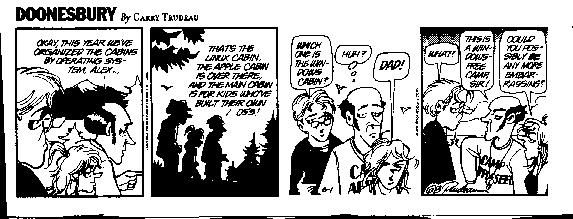 DOONESBURY By GARRY TRUDEAU
OKAY, THIS YEAR WE'VE
ORGANIZED THE CABINS
BY OPERATING SYS-
TEM. ALEX...
THAT'S THE
LINUX CABIN.
THE APPLE CABIN
IS OVER THERE,
AND THE MAIN CABIN
IS FOR KIDS WHO'VE
BUILT THEIR OWN
OS3!
WHICH
ONE IS
THE WIN-
DOWS
CABIN?
HUH?
DAD!
WHAT?
THIS IS
A WIN-
DOWS-
FREE
CAMP,
SIR!
COULD
YOU POS-
SIBLY BE
ANY MORE
EMBAR-
RASSING?
CAMP